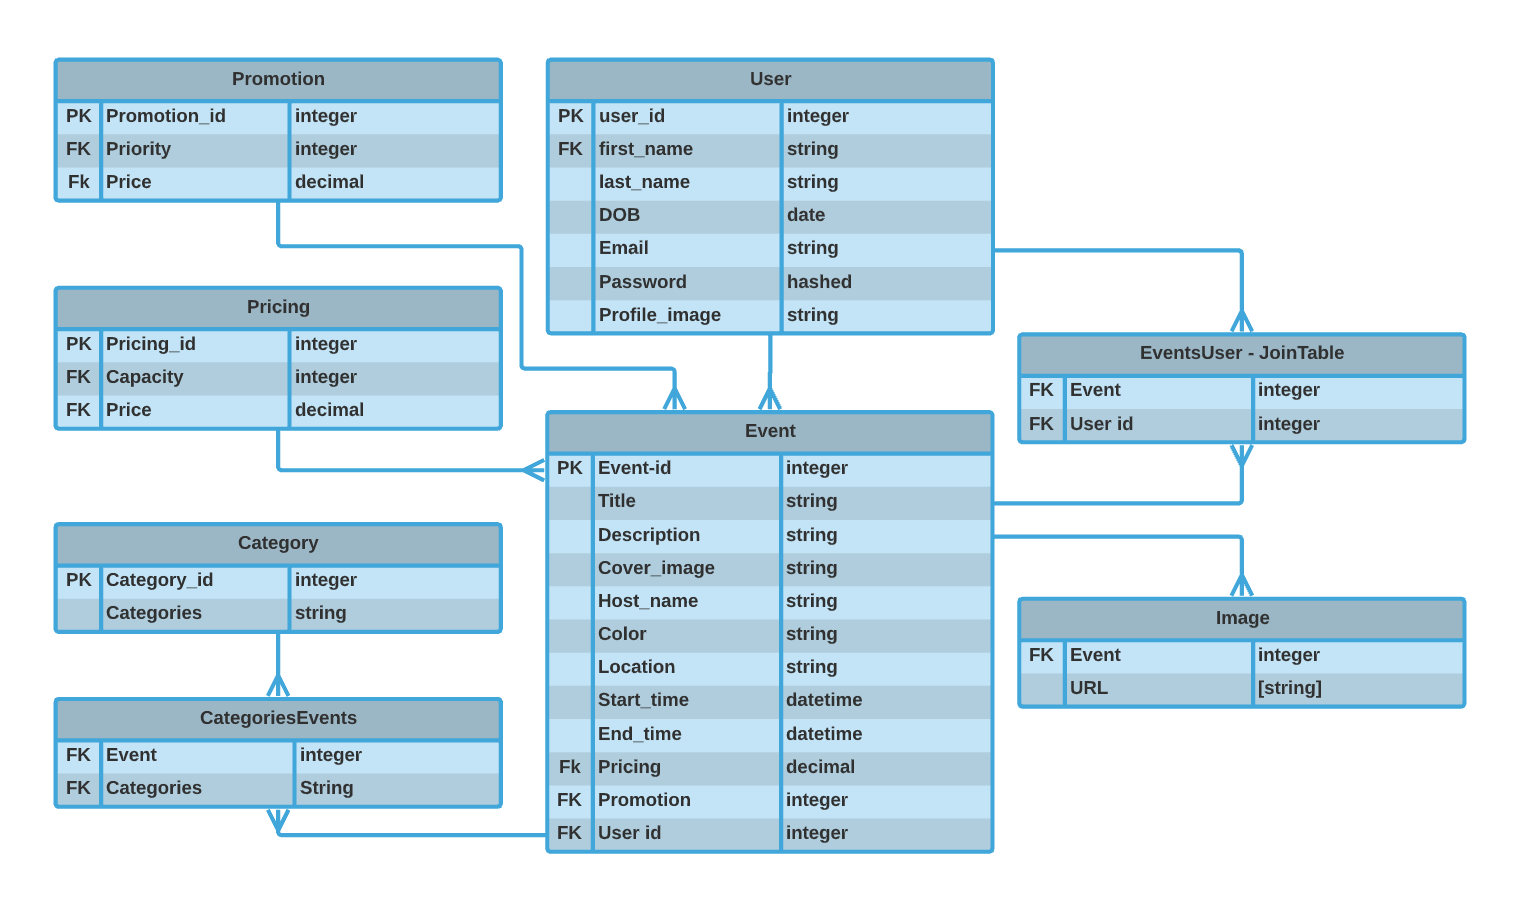 Promotion
PK Promotion_id integer
FK Priority integer
Fk Price decimal
User
PK user_id integer
FK first_name string
last_name string
DOB date
Email string
Password hashed
Profile_image string
Pricing
PK Pricing_id integer
FK Capacity integer
FK Price decimal
EventsUser - JoinTable
FK Event integer
FK User id integer
Event
PK Event-id integer
Title string
Description string
Cover_image string
Host_name string
Color string
Location string
Start_time datetime
End_time datetime
Fk Pricing decimal
FK Promotion integer
FK User id integer
Category
PK Category_id integer
Categories string
Image
FK Event integer
URL [string]
CategoriesEvents
FK Event integer
FK Categories String